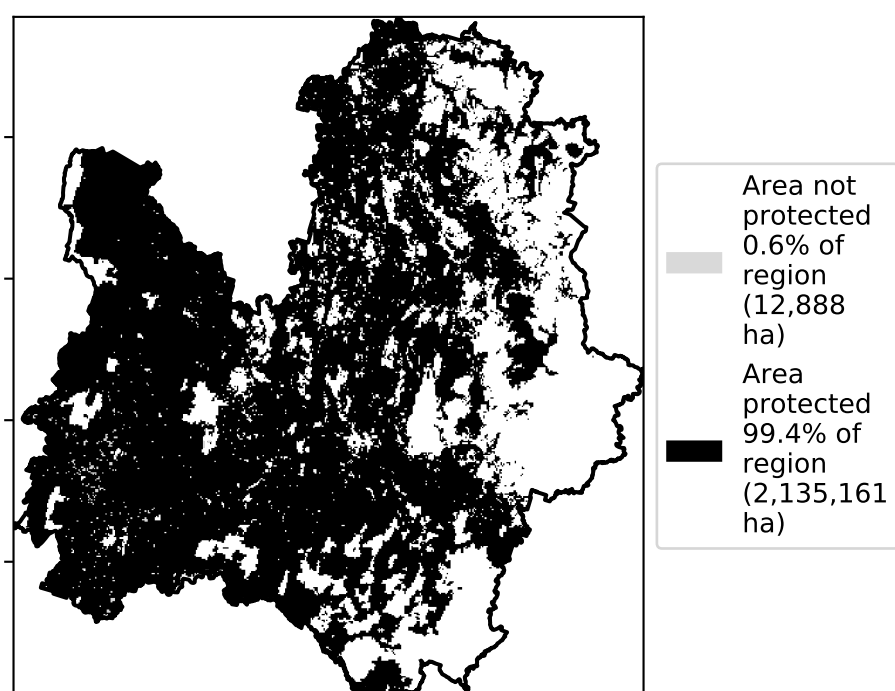 Area not
protected
0.6% of
region
(12,888
ha)
Area
protected
99.4% of
region
(2,135,161
ha)